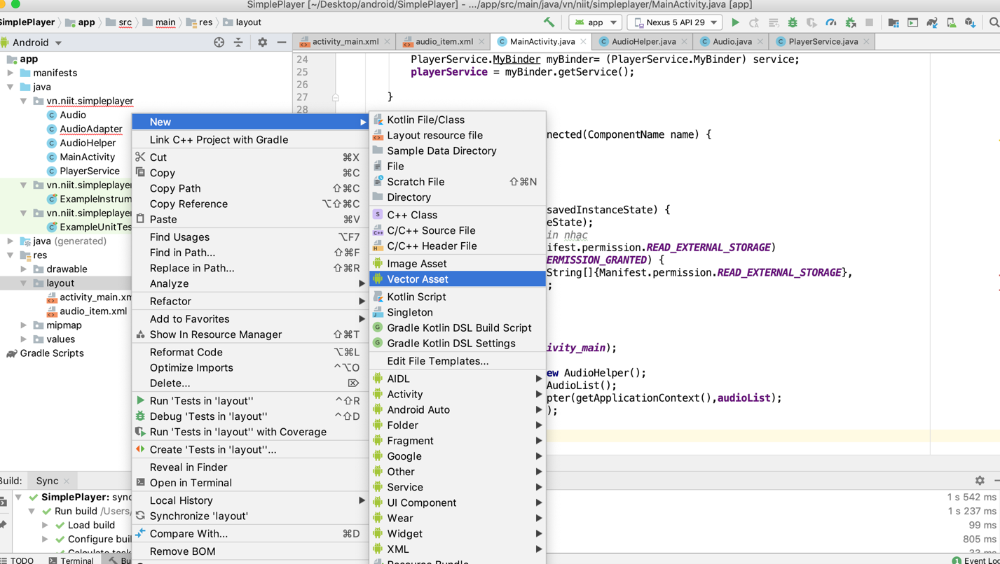 SimplePlayer [~/Desktop/android/SimplePlayer] - .../app/src/main/java/vn/niit/simpleplayer/MainActivity.java [app]
SimplePlayer app src main res layout app Nexus 5 API 29
Android
activity_main.xml audio_item.xml MainActivity.java AudioHelper.java Audio.java PlayerService.java
app
manifests
java
vn.niit.simpleplayer
Audio
AudioAdapter
AudioHelper
MainActivity
PlayerService
vn.niit.simpleplayer
ExampleInstrum
vn.niit.simpleplayer
ExampleUnitTes
java (generated)
res
drawable
layout
activity_main.xm
audio_item.xml
mipmap
values
Gradle Scripts
24 PlayerService.MyBinder myBinder= (PlayerService.MyBinder) service;
25 playerService = myBinder.getService();
26
27 }
28
nected(ComponentName name) {
savedInstanceState) {
eState);
in nhạc
ifest.permission.READ_EXTERNAL_STORAGE)
ERMISSION_GRANTED) {
String[]{Manifest.permission.READ_EXTERNAL_STORAGE},
;
ivity_main);
ew AudioHelper();
AudioList();
pter(getApplicationContext(),audioList);
);
New
Link C++ Project with Gradle
Cut ⌘X
Copy ⌘C
Copy Path ⇧⌘C
Copy Reference ⌥⇧⌘C
Paste ⌘V
Find Usages ⌥F7
Find in Path... ⇧⌘F
Replace in Path... ⇧⌘R
Analyze
Refactor
Add to Favorites
Show In Resource Manager ⇧⌘T
Reformat Code ⌥⌘L
Optimize Imports ^⌥O
Delete... ⌦
Run 'Tests in 'layout'' ^⇧R
Debug 'Tests in 'layout'' ^⇧D
Run 'Tests in 'layout'' with Coverage
Create 'Tests in 'layout''...
Reveal in Finder
Open in Terminal
Local History
Synchronize 'layout'
Compare With... ⌘D
Remove BOM
Kotlin File/Class
Layout resource file
Sample Data Directory
File
Scratch File ⇧⌘N
Directory
C++ Class
C/C++ Source File
C/C++ Header File
Image Asset
Vector Asset
Kotlin Script
Singleton
Gradle Kotlin DSL Build Script
Gradle Kotlin DSL Settings
Edit File Templates...
AIDL
Activity
Android Auto
Folder
Fragment
Google
Other
Service
UI Component
Wear
Widget
XML
Resource Bundle
Build: Sync
SimplePlayer: sync 1 s 542 ms
Run build /Users/ 1 s 237 ms
Load build 99 ms
Configure buil 805 ms
Calculate task 33 ms
TODO Terminal Bu 1 Event Log